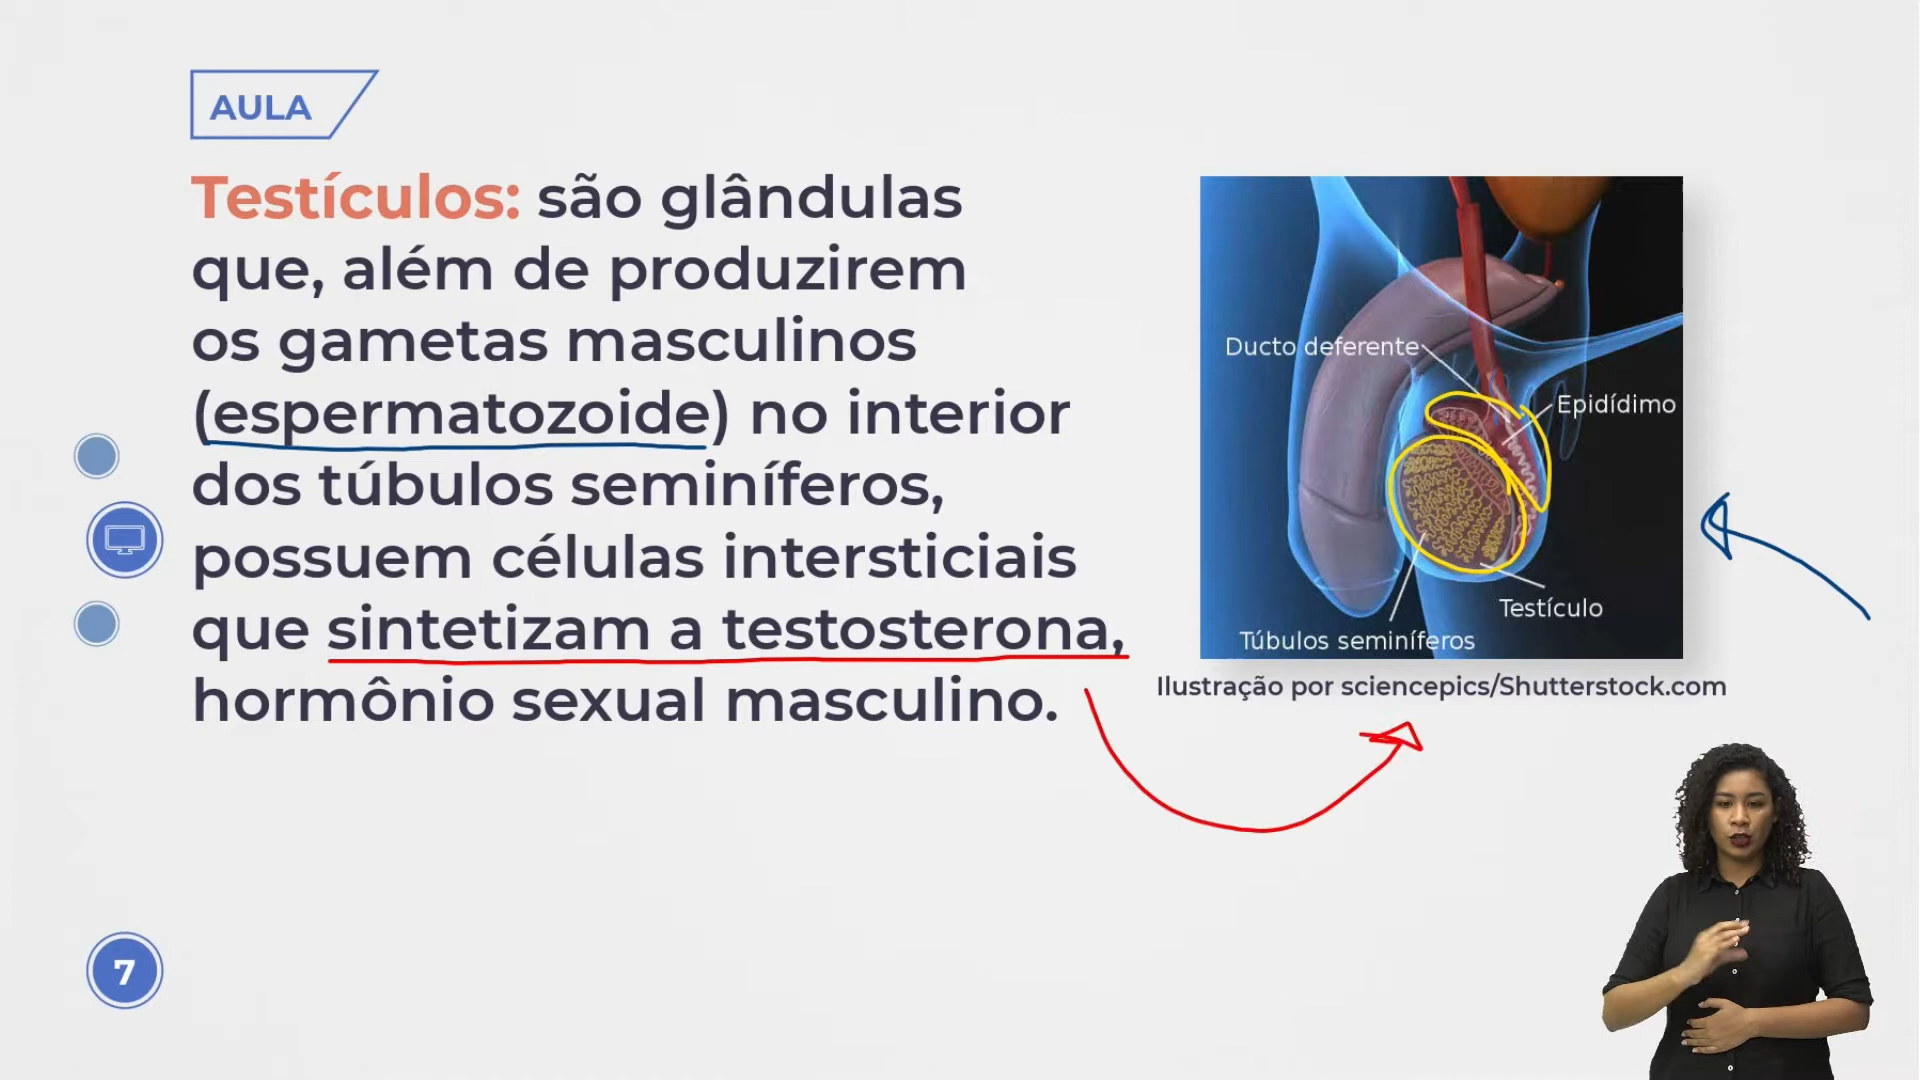 AULA
Testículos: são glândulas
que, além de produzirem
os gametas masculinos
(espermatozoide) no interior
dos túbulos seminíferos,
possuem células intersticiais
que sintetizam a testosterona,
hormônio sexual masculino.
Ducto deferente
Epidídimo
Testículo
Túbulos seminíferos
Ilustração por sciencepics/Shutterstock.com
7